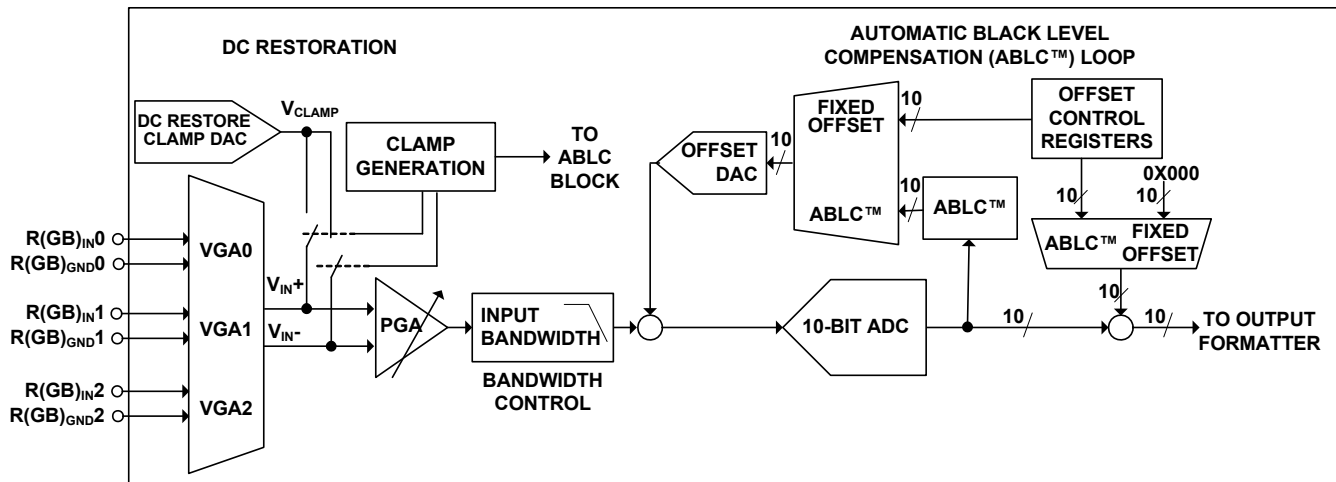 DC RESTORATION
AUTOMATIC BLACK LEVEL
COMPENSATION (ABLC™) LOOP
DC RESTORE
CLAMP DAC
VCLAMP
CLAMP
GENERATION
TO
ABLC
BLOCK
OFFSET
DAC
10
FIXED
OFFSET
ABLC™
10
10
ABLC™
OFFSET
CONTROL
REGISTERS
10
0X000
10
ABLC™
FIXED
OFFSET
10
R(GB)IN0
R(GB)GND0
R(GB)IN1
R(GB)GND1
R(GB)IN2
R(GB)GND2
VGA0
VGA1
VGA2
VIN+
VIN-
PGA
INPUT
BANDWIDTH
BANDWIDTH
CONTROL
10-BIT ADC
10
10
TO OUTPUT
FORMATTER